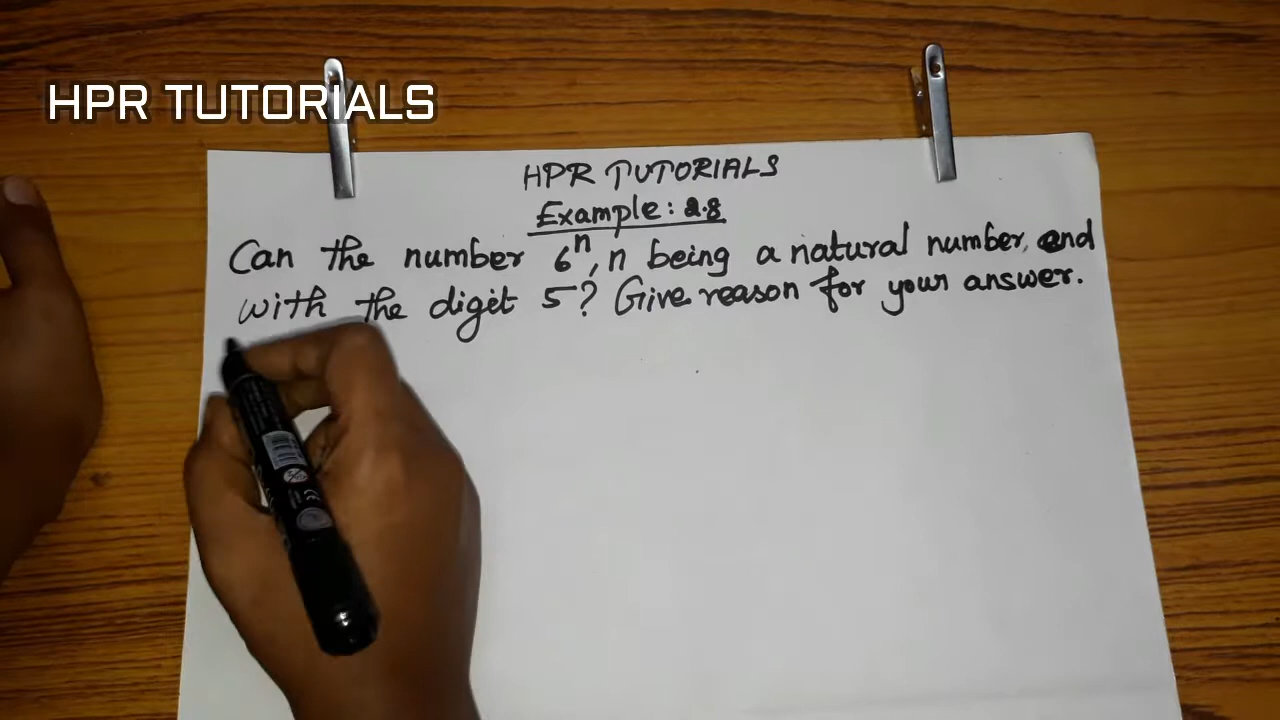 HPR TUTORIALS
HPR TUTORIALS
Example: 2.8
Can the number 6ⁿ, n being a natural number, end
with the digit 5? Give reason for your answer.